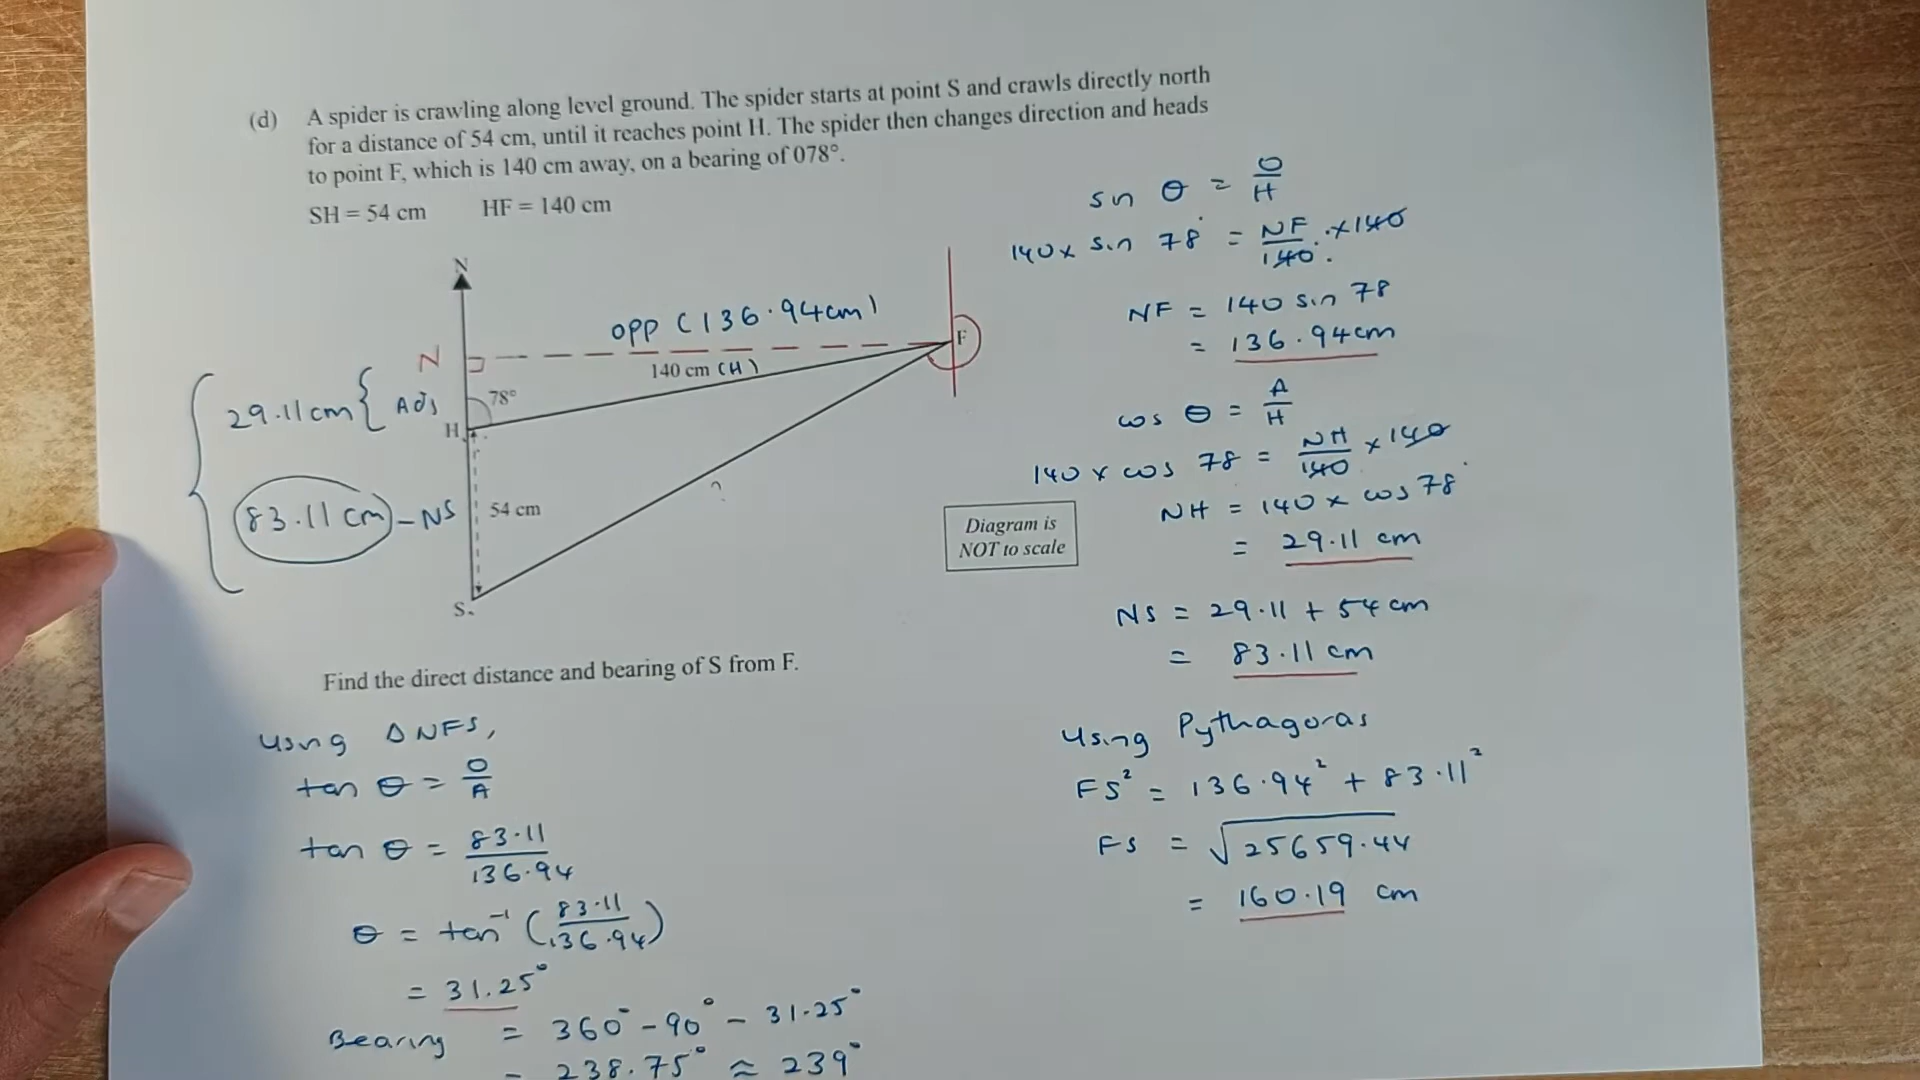 (d) A spider is crawling along level ground. The spider starts at point S and crawls directly north
for a distance of 54 cm, until it reaches point H. The spider then changes direction and heads
to point F, which is 140 cm away, on a bearing of 078°.
SH = 54 cm HF = 140 cm
N
opp (136.94cm)
N
F
140 cm (H)
29.11cm { Adj
78°
H
83.11 cm - NS
54 cm
?
S.
Diagram is
NOT to scale
sin θ = O/H
140 x sin 78° = NF/140 . x 140
NF = 140 sin 78
= 136.94cm
cos θ = A/H
140 x cos 78 = NH/140 x 140
NH = 140 x cos 78°
= 29.11 cm
NS = 29.11 + 54 cm
= 83.11 cm
Find the direct distance and bearing of S from F.
using Δ NFS,
tan θ = O/A
tan θ = 83.11/136.94
θ = tan⁻¹ (83.11/136.94)
= 31.25°
Bearing = 360° - 90° - 31.25°
= 238.75° ≈ 239°
Using Pythagoras
FS² = 136.94² + 83.11²
FS = √25659.44
= 160.19 cm